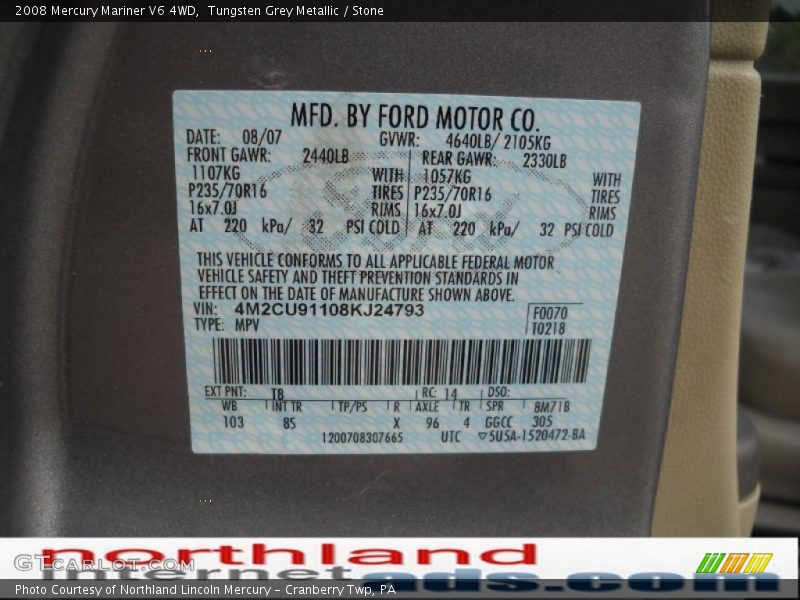 2008 Mercury Mariner V6 4WD, Tungsten Grey Metallic / Stone
MFD. BY FORD MOTOR CO.
DATE: 08/07 GVWR: 4640LB/ 2105KG
FRONT GAWR: 2440LB REAR GAWR: 2330LB
1107KG WITH 1057KG WITH
P235/70R16 TIRES P235/70R16 TIRES
16x7.0J RIMS 16x7.0J RIMS
AT 220 kPa/ 32 PSI COLD AT 220 kPa/ 32 PSI COLD
THIS VEHICLE CONFORMS TO ALL APPLICABLE FEDERAL MOTOR
VEHICLE SAFETY AND THEFT PREVENTION STANDARDS IN
EFFECT ON THE DATE OF MANUFACTURE SHOWN ABOVE.
VIN: 4M2CU91108KJ24793 F0070
TYPE: MPV T0218
EXT PNT: T8 RC: 14 DSO:
WB INT TR TP/PS R AXLE TR SPR 8M71B
103 85 X 96 4 GGCC 305
1200708307665 UTC ▽5U5A-1520472-BA
northland
GTCarLot.com
internet ads.com
Photo Courtesy of Northland Lincoln Mercury - Cranberry Twp, PA